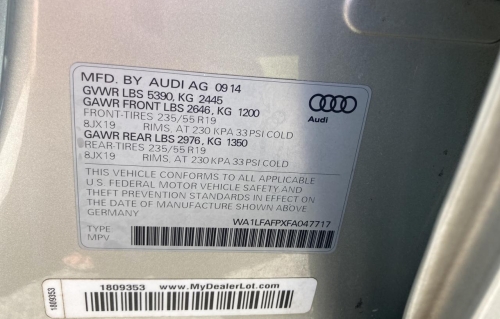 MFD. BY AUDI AG 09 14
GVWR LBS 5390, KG 2445
GAWR FRONT LBS 2646, KG 1200
FRONT-TIRES 235/55 R19
8JX19 RIMS. AT 230 KPA 33 PSI COLD
GAWR REAR LBS 2976, KG 1350
REAR-TIRES 235/55 R19
8JX19 RIMS, AT 230 KPA 33 PSI COLD
Audi
THIS VEHICLE CONFORMS TO ALL APPLICABLE
U.S. FEDERAL MOTOR VEHICLE SAFETY AND
THEFT PREVENTION STANDARDS IN EFFECT ON
THE DATE OF MANUFACTURE SHOWN ABOVE
GERMANY
WA1LFAFPXFA047717
TYPE
MPV
1809353
1809353 www.MyDealerLot.com